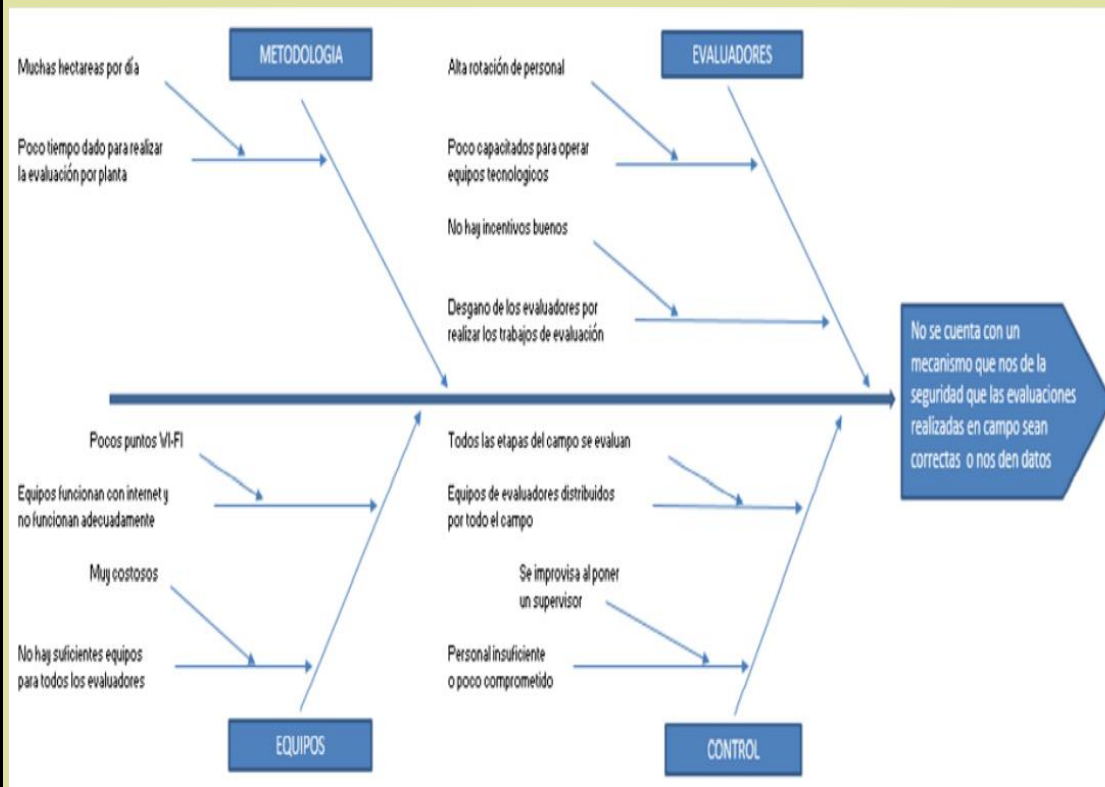 METODOLOGIA
Muchas hectareas por día
Poco tiempo dado para realizar
la evaluación por planta
EVALUADORES
Alta rotación de personal
Poco capacitados para operar
equipos tecnologicos
No hay incentivos buenos
Desgano de los evaluadores por
realizar los trabajos de evaluación
No se cuenta con un
mecanismo que nos de la
seguridad que las evaluaciones
realizadas en campo sean
correctas o nos den datos
Pocos puntos WI-FI
Equipos funcionan con internet y
no funcionan adecuadamente
Muy costosos
No hay suficientes equipos
para todos los evaluadores
EQUIPOS
Todos las etapas del campo se evaluan
Equipos de evaluadores distribuidos
por todo el campo
Se improvisa al poner
un supervisor
Personal insuficiente
o poco comprometido
CONTROL